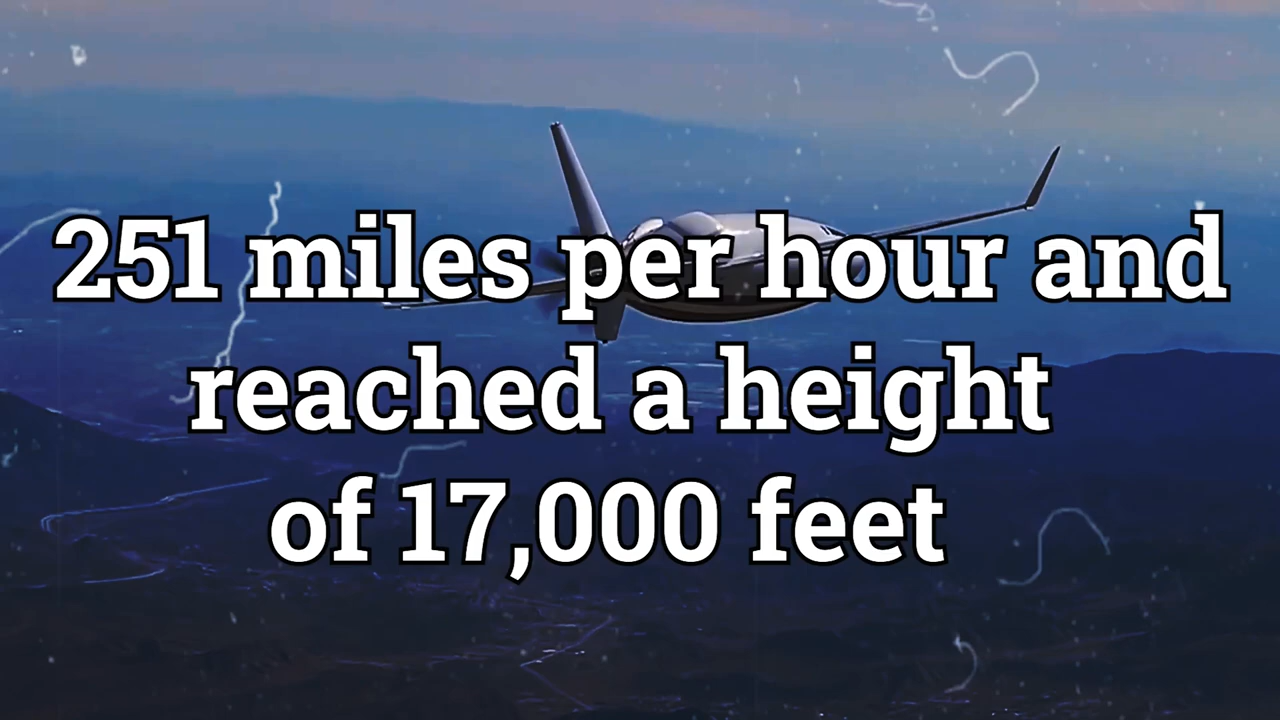 251 miles per hour and
reached a height
of 17,000 feet